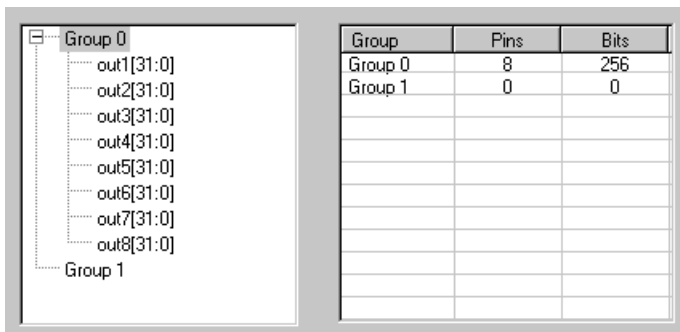 Group 0
out1[31:0]
out2[31:0]
out3[31:0]
out4[31:0]
out5[31:0]
out6[31:0]
out7[31:0]
out8[31:0]
Group 1
Group Pins Bits
Group 0 8 256
Group 1 0 0